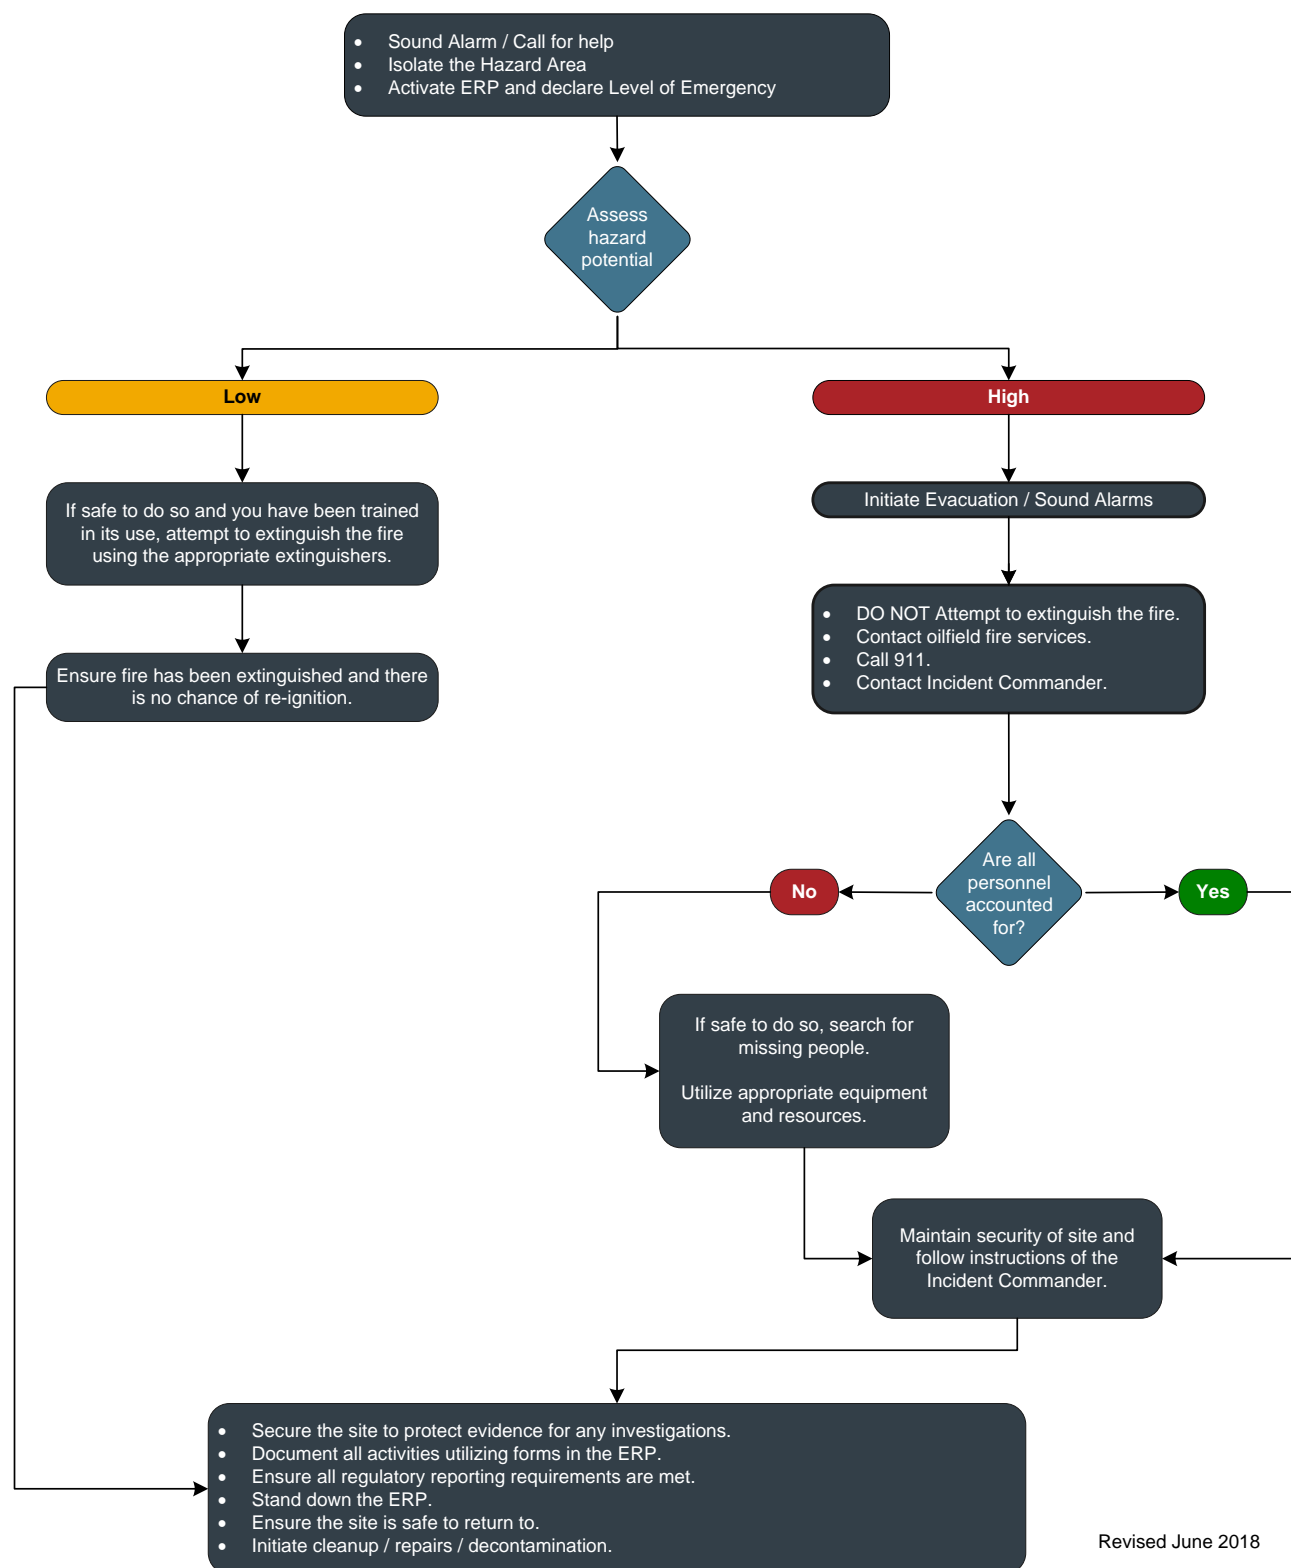 • Sound Alarm / Call for help
• Isolate the Hazard Area
• Activate ERP and declare Level of Emergency
Assess
hazard
potential
Low
High
If safe to do so and you have been trained
in its use, attempt to extinguish the fire
using the appropriate extinguishers.
Initiate Evacuation / Sound Alarms
• DO NOT Attempt to extinguish the fire.
• Contact oilfield fire services.
• Call 911.
• Contact Incident Commander.
Ensure fire has been extinguished and there
is no chance of re-ignition.
Are all
personnel
accounted
for?
No
Yes
If safe to do so, search for
missing people.
Utilize appropriate equipment
and resources.
Maintain security of site and
follow instructions of the
Incident Commander.
• Secure the site to protect evidence for any investigations.
• Document all activities utilizing forms in the ERP.
• Ensure all regulatory reporting requirements are met.
• Stand down the ERP.
• Ensure the site is safe to return to.
• Initiate cleanup / repairs / decontamination.
Revised June 2018